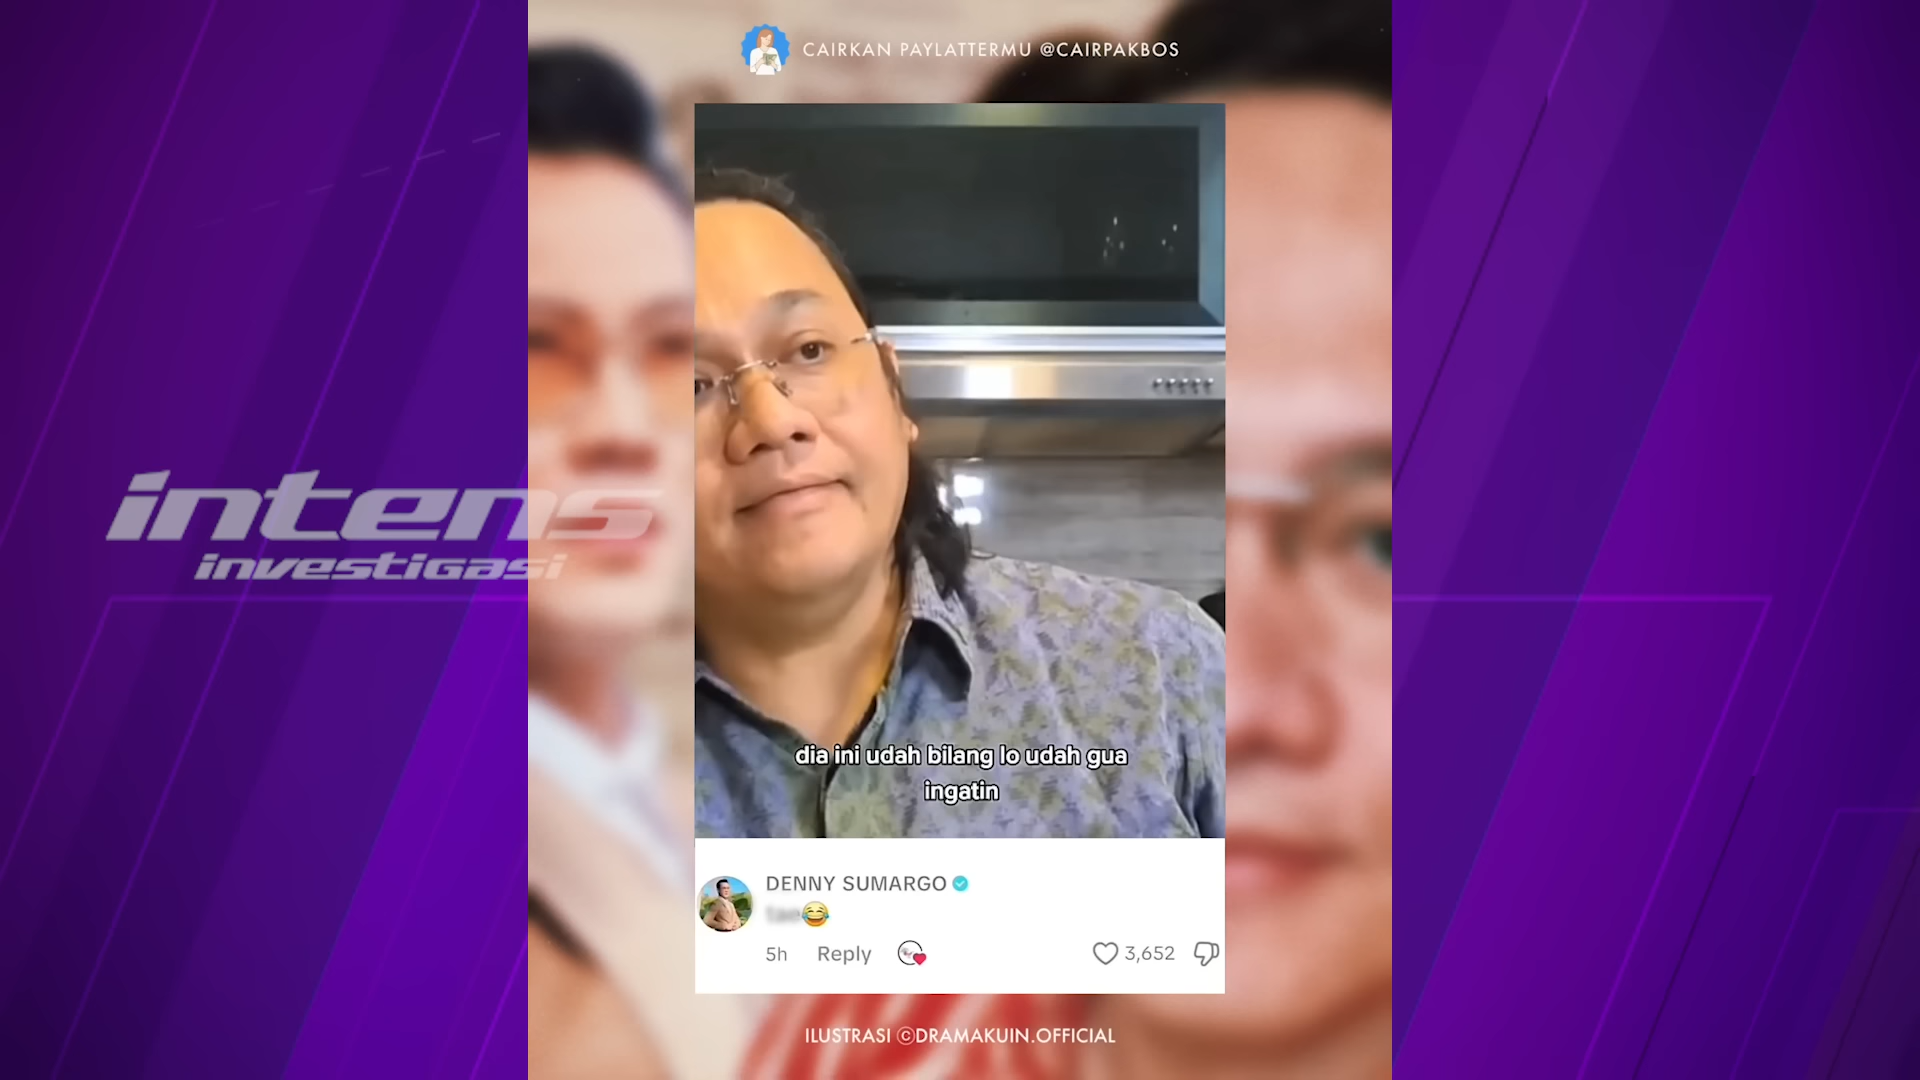 CAIRKAN PAYLATTERMU @CAIRPAKBOS
intens
investigasi
dia ini udah bilang lo udah gua
ingatin
DENNY SUMARGO
5h Reply 3,652
ILUSTRASI ©DRAMAKUIN.OFFICIAL